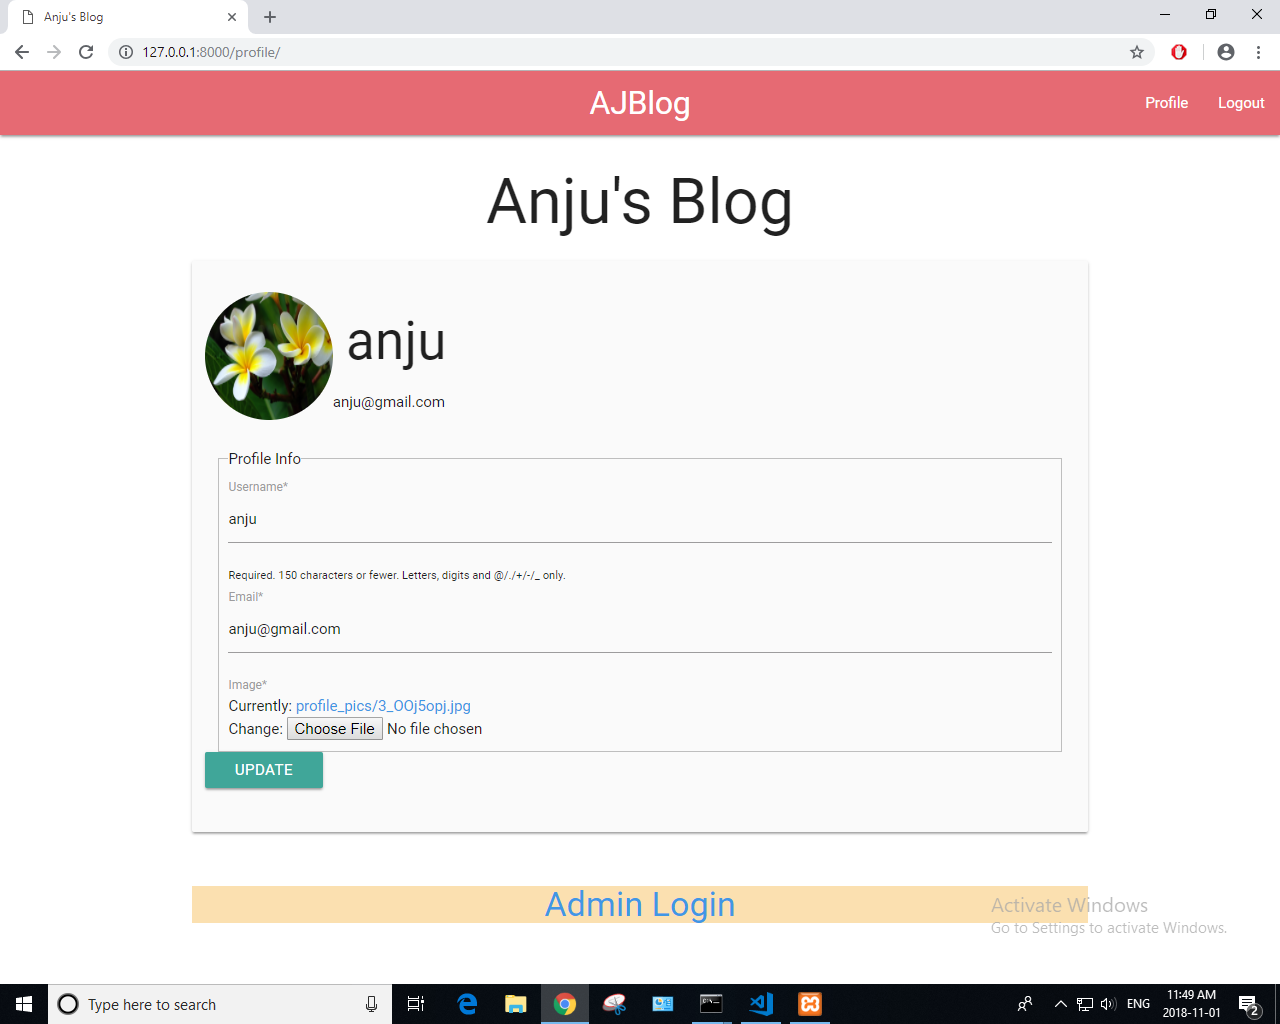 Anju's Blog
127.0.0.1:8000/profile/
AJBlog
Profile
Logout
Anju's Blog
anju
anju@gmail.com
Profile Info
Username*
anju
Required. 150 characters or fewer. Letters, digits and @/./+/-/_ only.
Email*
anju@gmail.com
Image*
Currently: profile_pics/3_OOj5opj.jpg
Change: Choose File No file chosen
UPDATE
Admin Login
Activate Windows
Go to Settings to activate Windows.
Type here to search
ENG
11:49 AM
2018-11-01
2